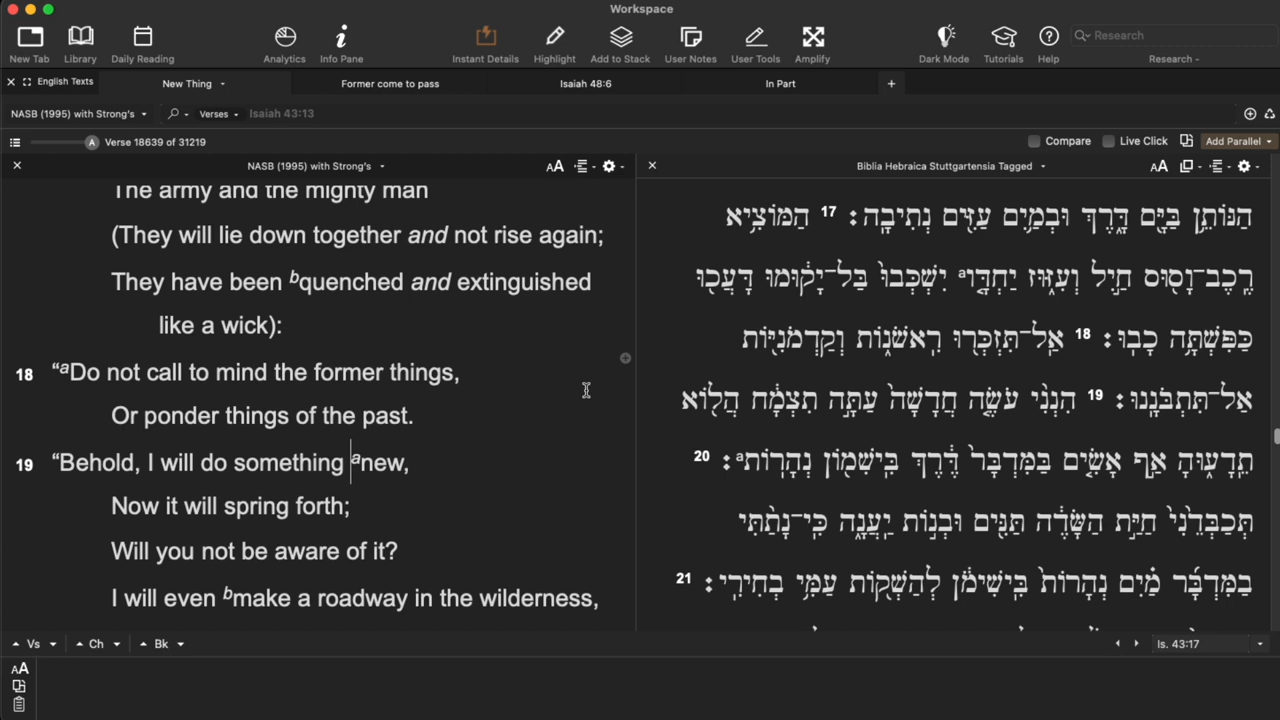 Workspace
New Tab Library Daily Reading Analytics Info Pane Instant Details Highlight Add to Stack User Notes User Tools Amplify Dark Mode Tutorials Help Research -
Research
English Texts New Thing Former come to pass Isaiah 48:6 In Part +
NASB (1995) with Strong's Verses Isaiah 43:13
Verse 18639 of 31219 Compare Live Click Add Parallel
NASB (1995) with Strong's
The army and the mighty man
(They will lie down together and not rise again;
They have been bquenched and extinguished
like a wick):
18 “aDo not call to mind the former things,
Or ponder things of the past.
19 “Behold, I will do something anew,
Now it will spring forth;
Will you not be aware of it?
I will even bmake a roadway in the wilderness,
Biblia Hebraica Stuttgartensia Tagged
הַנּוֹתֵ֥ן בַּיָּ֖ם דָּ֑רֶךְ וּבְמַ֥יִם עַזִּ֖ים נְתִיבָֽה׃ 17 הַמּוֹצִ֥יא
רֶֽכֶב־וָס֖וּס חַ֣יִל וְעִזּ֑וּז יַחְדָּ֤וa יִשְׁכְּבוּ֙ בַּל־יָק֔וּמוּ דָּעֲכ֖וּ
כַּפִּשְׁתָּ֥ה כָבֽוּ׃ 18 אַֽל־תִּזְכְּר֖וּ רִֽאשֹׁנ֑וֹת וְקַדְמֹנִיּ֖וֹת
אַל־תִּתְבֹּנָֽנוּ׃ 19 הִנְנִ֨י עֹשֶׂ֤ה חֲדָשָׁה֙ עַתָּ֣ה תִצְמָ֔ח הֲל֖וֹא
תֵֽדָע֑וּהָ אַ֣ף אָשִׂ֤ים בַּמִּדְבָּר֙ דֶּ֔רֶךְ בִּֽישִׁמ֖וֹן נְהָרֽוֹתa׃ 20
תְּכַבְּדֵ֙נִי֙ חַיַּ֣ת הַשָּׂדֶ֔ה תַּנִּ֖ים וּבְנ֣וֹת יַֽעֲנָ֑ה כִּֽי־נָתַ֨תִּי
בַמִּדְבָּ֜ר מַ֗יִם נְהָרוֹת֙ בִּֽישִׁימֹ֔ן לְהַשְׁק֖וֹת עַמִּ֥י בְחִירִֽי׃ 21
Vs Ch Bk Is. 43:17